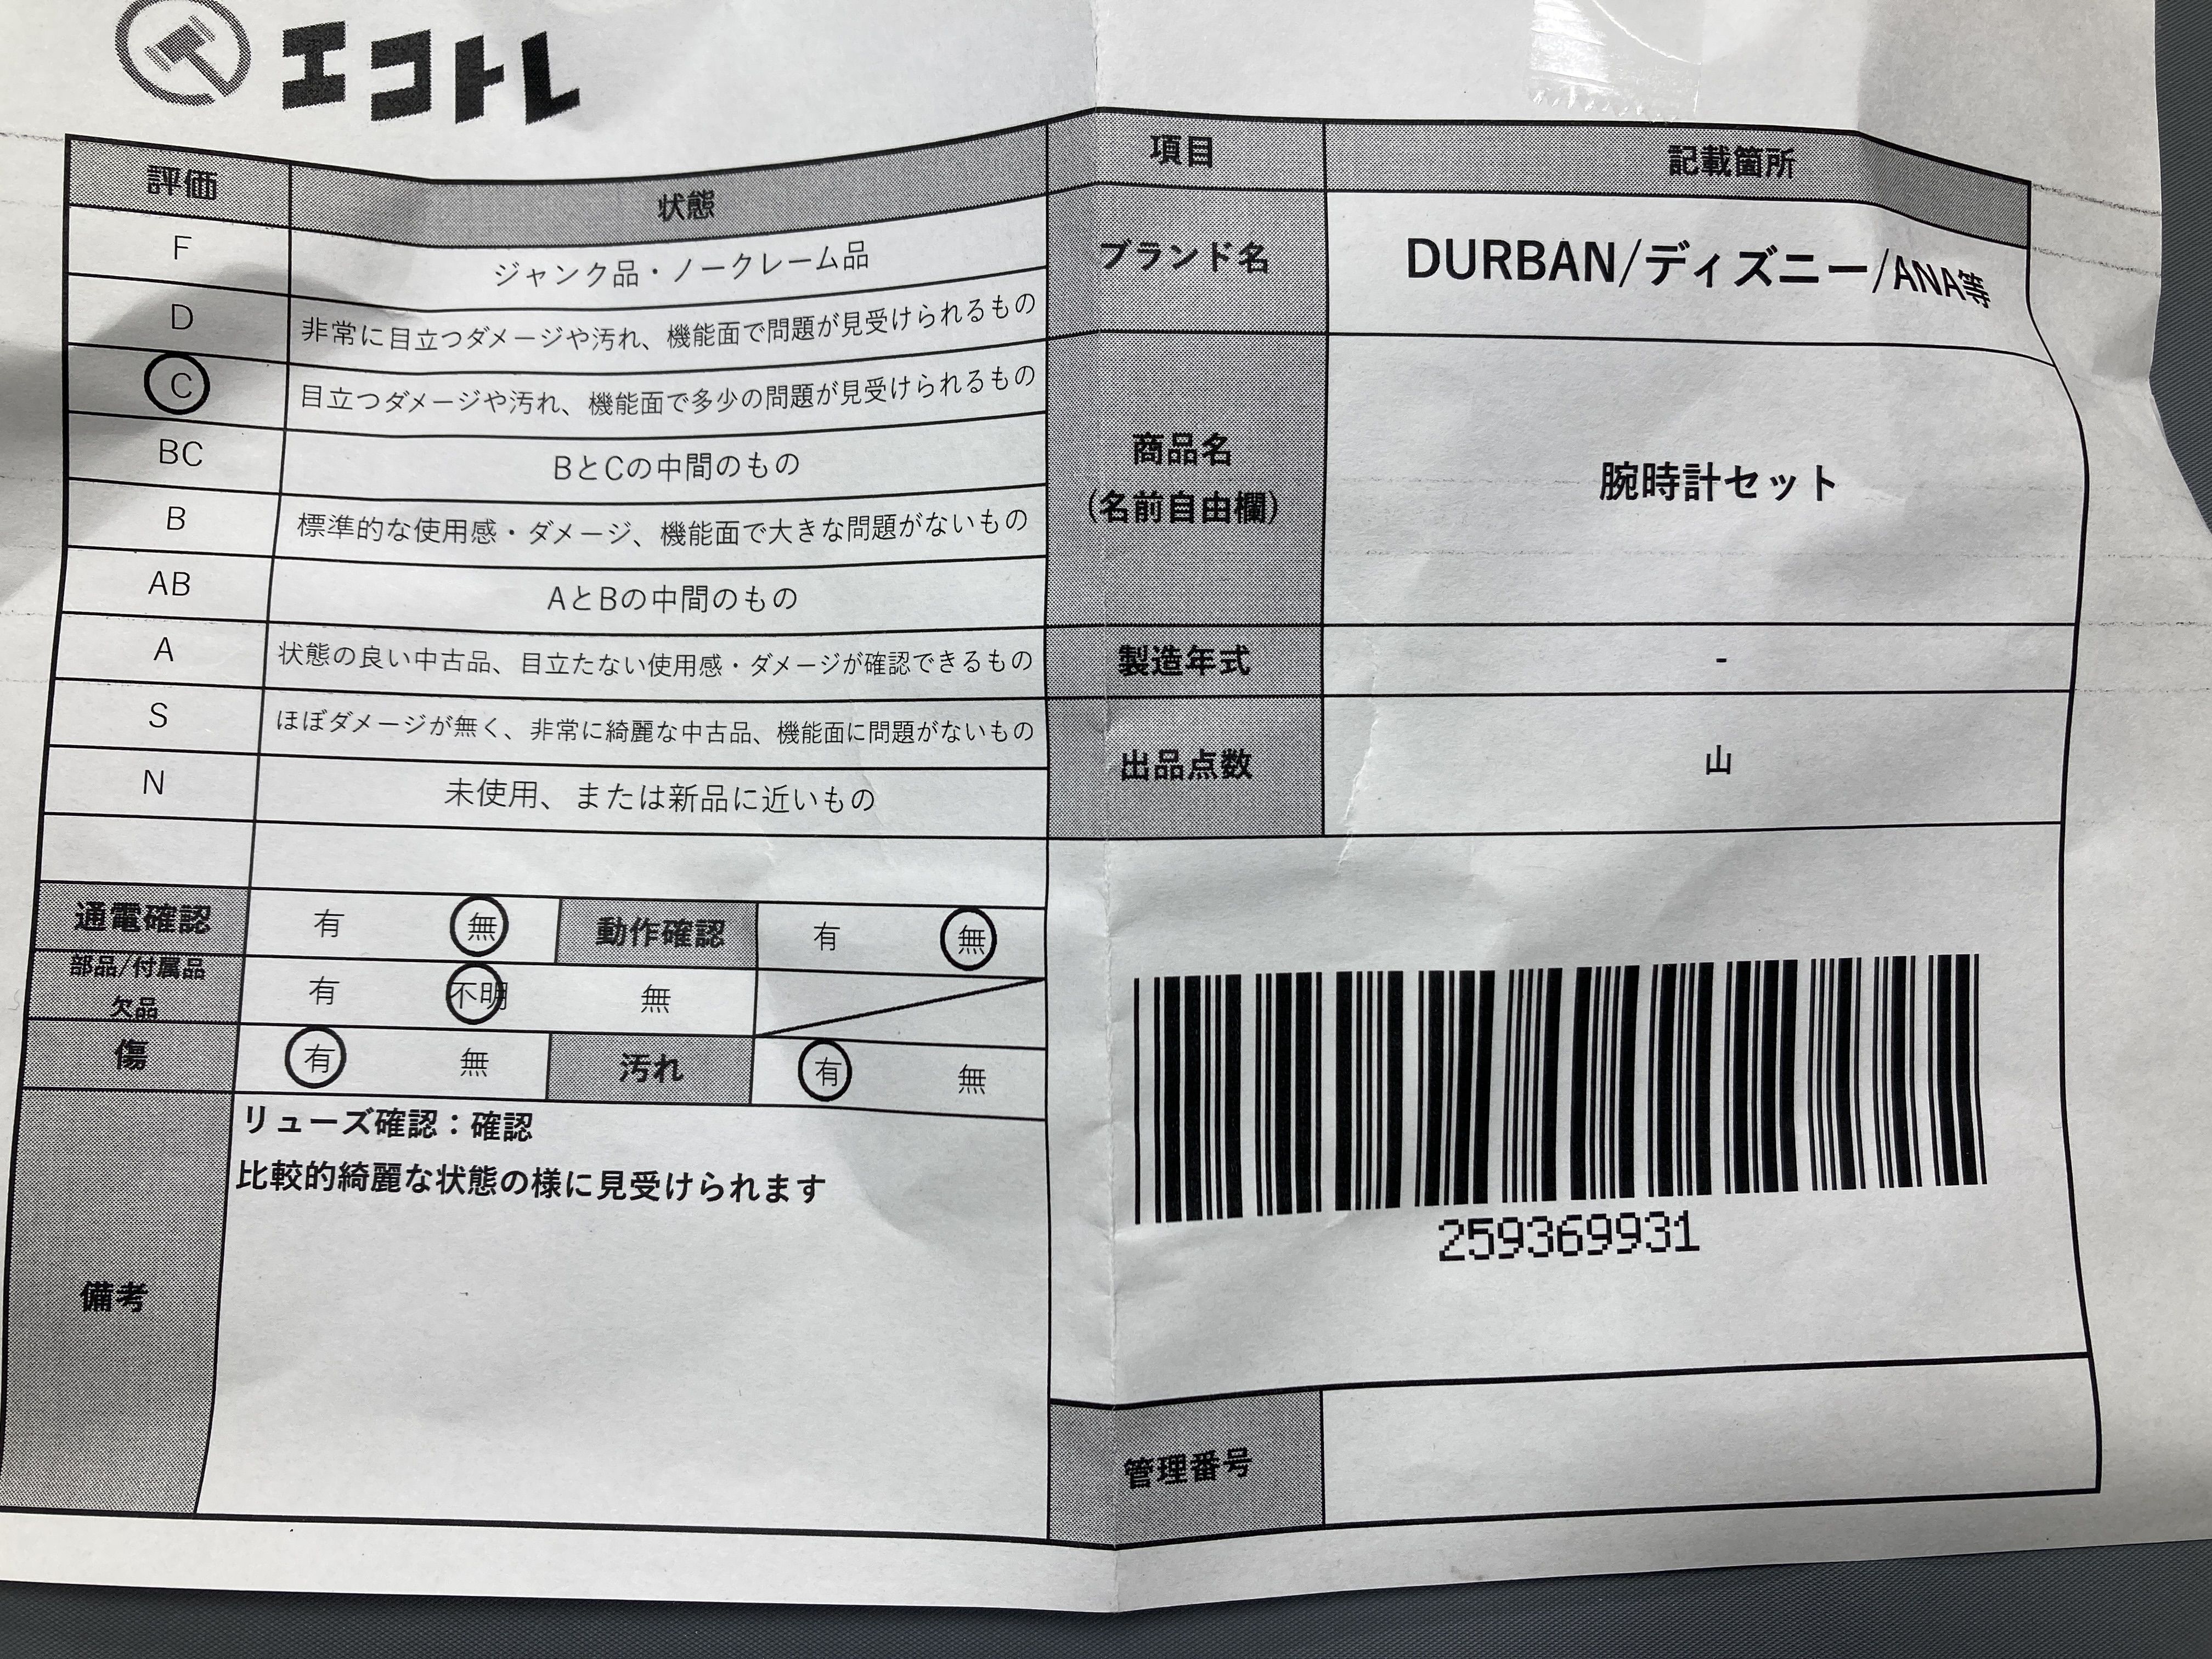 エコトレ
評価 状態
F ジャンク品・ノークレーム品
D 非常に目立つダメージや汚れ、機能面で問題が見受けられるもの
C 目立つダメージや汚れ、機能面で多少の問題が見受けられるもの
BC BとCの中間のもの
B 標準的な使用感・ダメージ、機能面で大きな問題がないもの
AB AとBの中間のもの
A 状態の良い中古品、目立たない使用感・ダメージが確認できるもの
S ほぼダメージが無く、非常に綺麗な中古品、機能面に問題がないもの
N 未使用、または新品に近いもの
通電確認 有 無 動作確認 有 無
部品/付属品
欠品 有 不明 無
傷 有 無 汚れ 有 無
備考
リューズ確認：確認
比較的綺麗な状態の様に見受けられます
項目 記載箇所
ブランド名 DURBAN/ディズニー/ANA等
商品名
(名前自由欄) 腕時計セット
製造年式 -
出品点数 山
259369931
管理番号